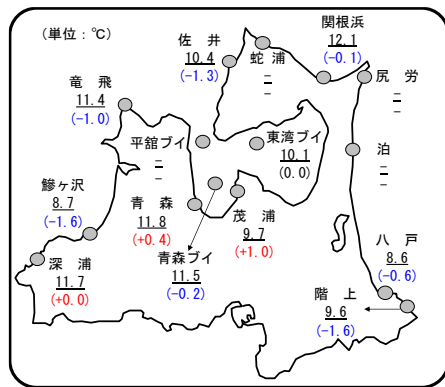 (単位：℃)
佐井
10.4
(-1.3)
蛇浦
--
--
関根浜
12.1
(-0.1)
尻労
--
--
竜飛
11.4
(-1.0)
平舘ブイ
--
--
東湾ブイ
10.1
(0.0)
泊
--
--
鰺ヶ沢
8.7
(-1.6)
青森
11.8
(+0.4)
茂浦
9.7
(+1.0)
青森ブイ
11.5
(-0.2)
深浦
11.7
(+0.0)
八戸
8.6
(-0.6)
階上
9.6
(-1.6)